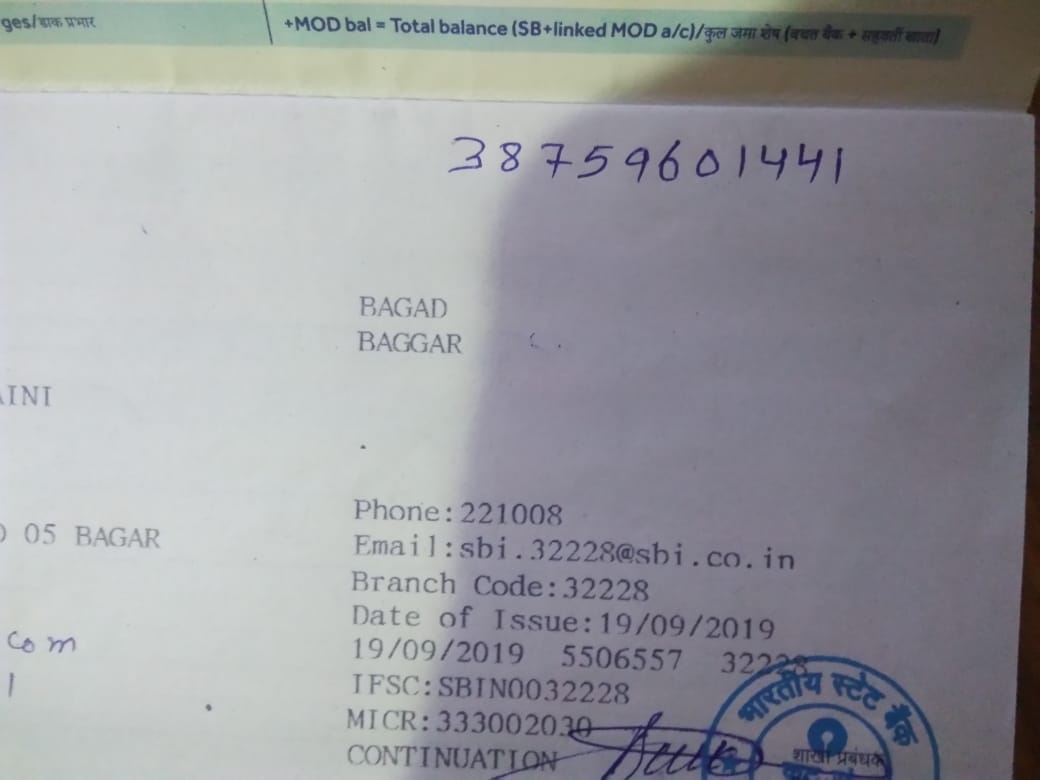 ges/डाक प्रभार
+MOD bal = Total balance (SB+linked MOD a/c)/कुल जमा शेष (बचत बैंक + सहवर्ती खाता)
38759601441
BAGAD
BAGGAR
AINI
Phone:221008
05 BAGAR
Email:sbi.32228@sbi.co.in
Branch Code:32228
Date of Issue:19/09/2019
com
19/09/2019 5506557 32228
IFSC:SBIN0032228
MICR:333002030
CONTINUATION
भारतीय स्टेट बैंक
शाखा प्रबंधक